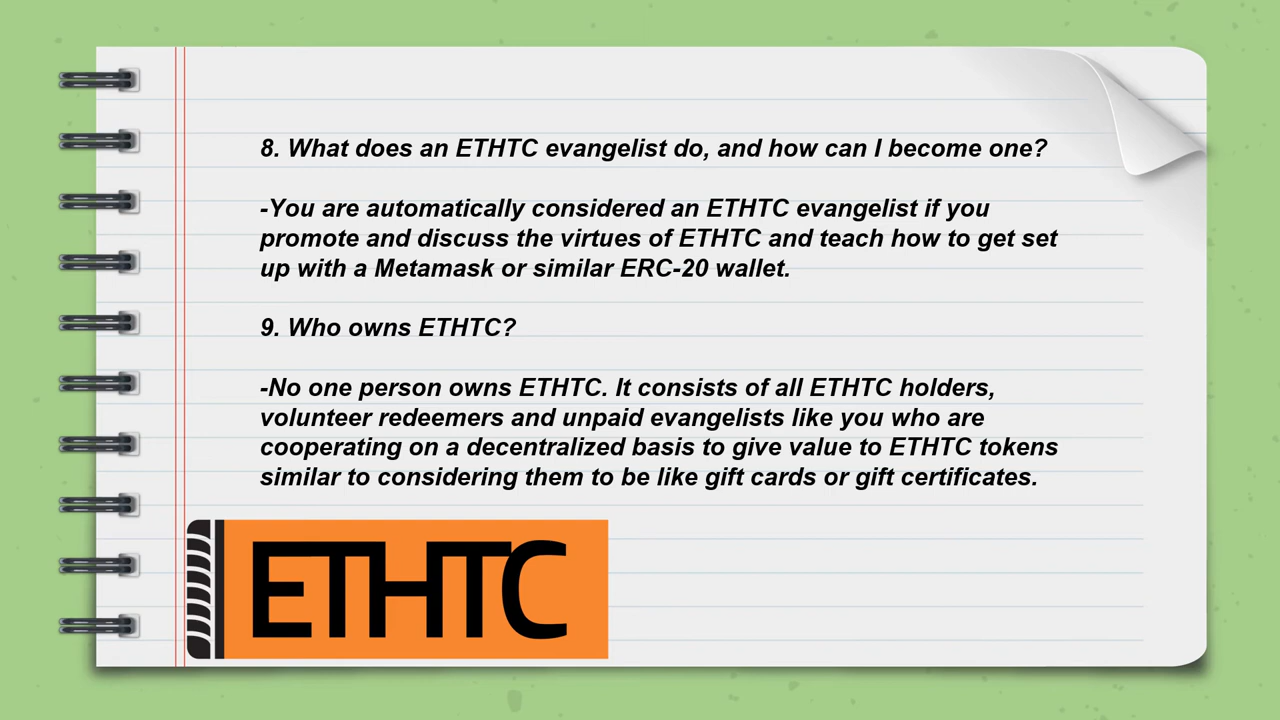 8. What does an ETHTC evangelist do, and how can I become one?
-You are automatically considered an ETHTC evangelist if you
promote and discuss the virtues of ETHTC and teach how to get set
up with a Metamask or similar ERC-20 wallet.
9. Who owns ETHTC?
-No one person owns ETHTC. It consists of all ETHTC holders,
volunteer redeemers and unpaid evangelists like you who are
cooperating on a decentralized basis to give value to ETHTC tokens
similar to considering them to be like gift cards or gift certificates.
ETHTC